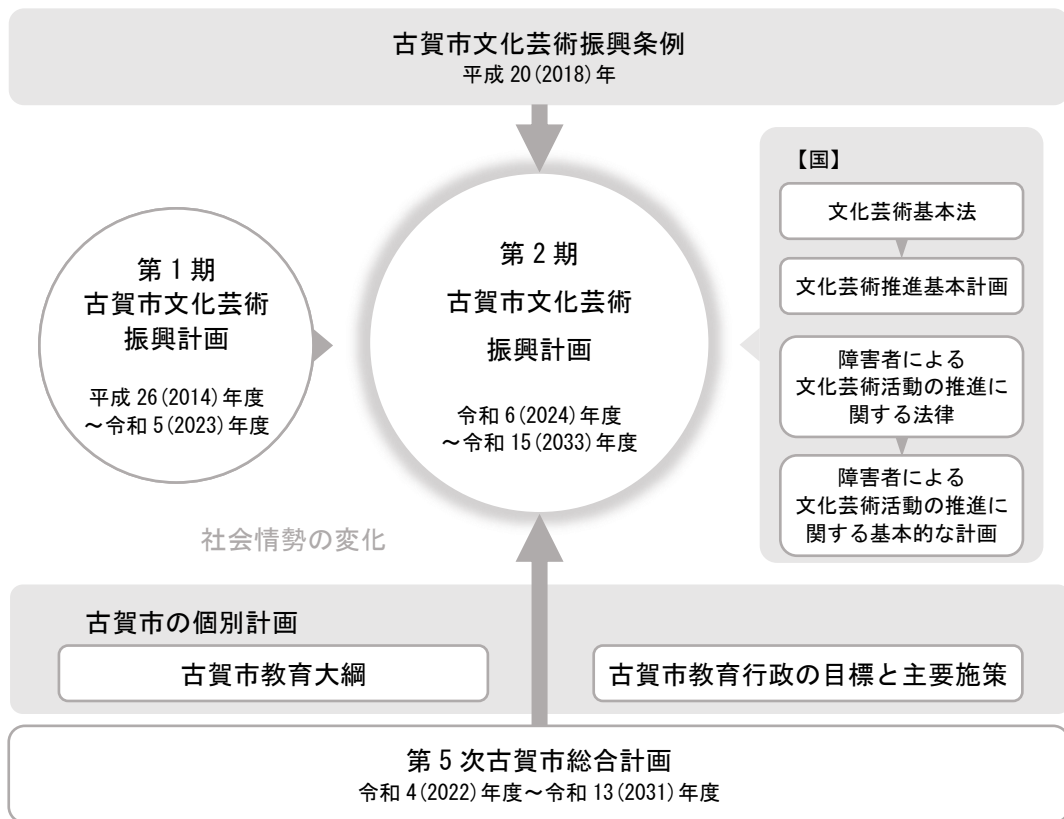 古賀市文化芸術振興条例
平成 20(2018)年
第1期
古賀市文化芸術
振興計画
平成 26(2014)年度
～令和 5(2023)年度
第2期
古賀市文化芸術
振興計画
令和 6(2024)年度
～令和 15(2033)年度
【国】
文化芸術基本法
文化芸術推進基本計画
障害者による
文化芸術活動の推進に
関する法律
障害者による
文化芸術活動の推進に
関する基本的な計画
社会情勢の変化
古賀市の個別計画
古賀市教育大綱
古賀市教育行政の目標と主要施策
第5次古賀市総合計画
令和 4(2022)年度～令和 13(2031)年度